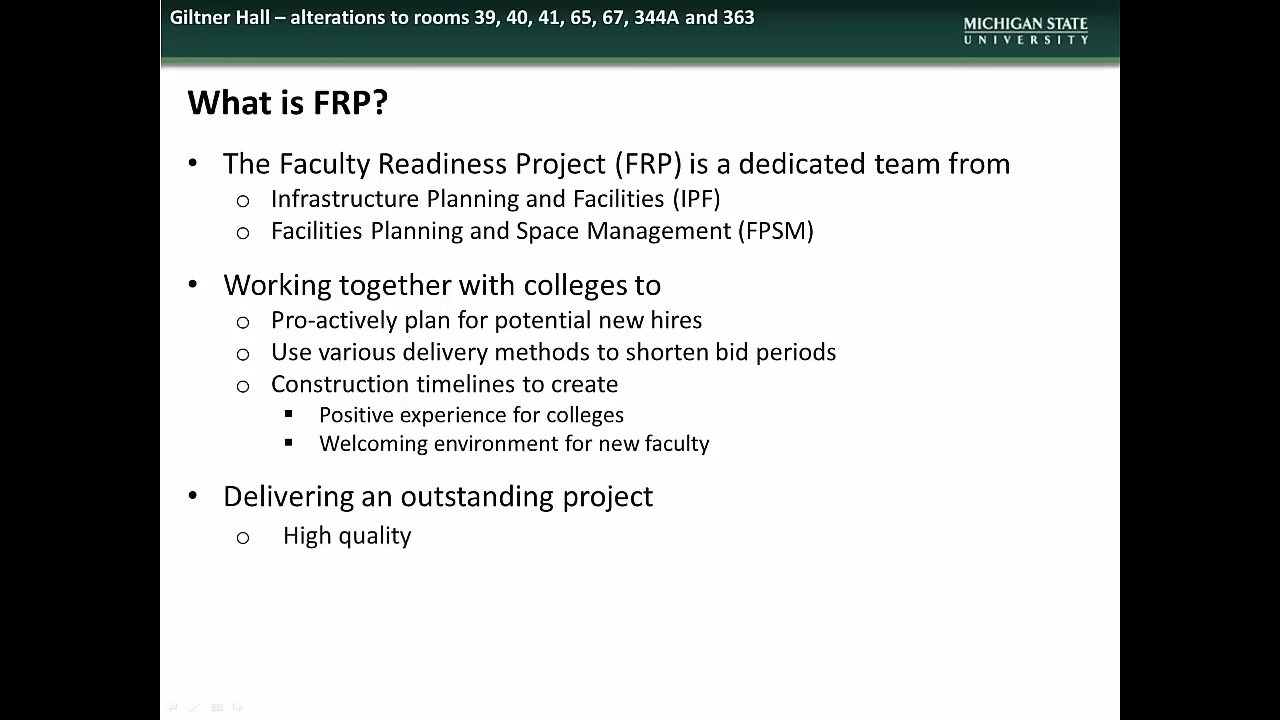 Giltner Hall – alterations to rooms 39, 40, 41, 65, 67, 344A and 363
MICHIGAN STATE
UNIVERSITY
What is FRP?
• The Faculty Readiness Project (FRP) is a dedicated team from
o Infrastructure Planning and Facilities (IPF)
o Facilities Planning and Space Management (FPSM)
• Working together with colleges to
o Pro-actively plan for potential new hires
o Use various delivery methods to shorten bid periods
o Construction timelines to create
▪ Positive experience for colleges
▪ Welcoming environment for new faculty
• Delivering an outstanding project
o High quality